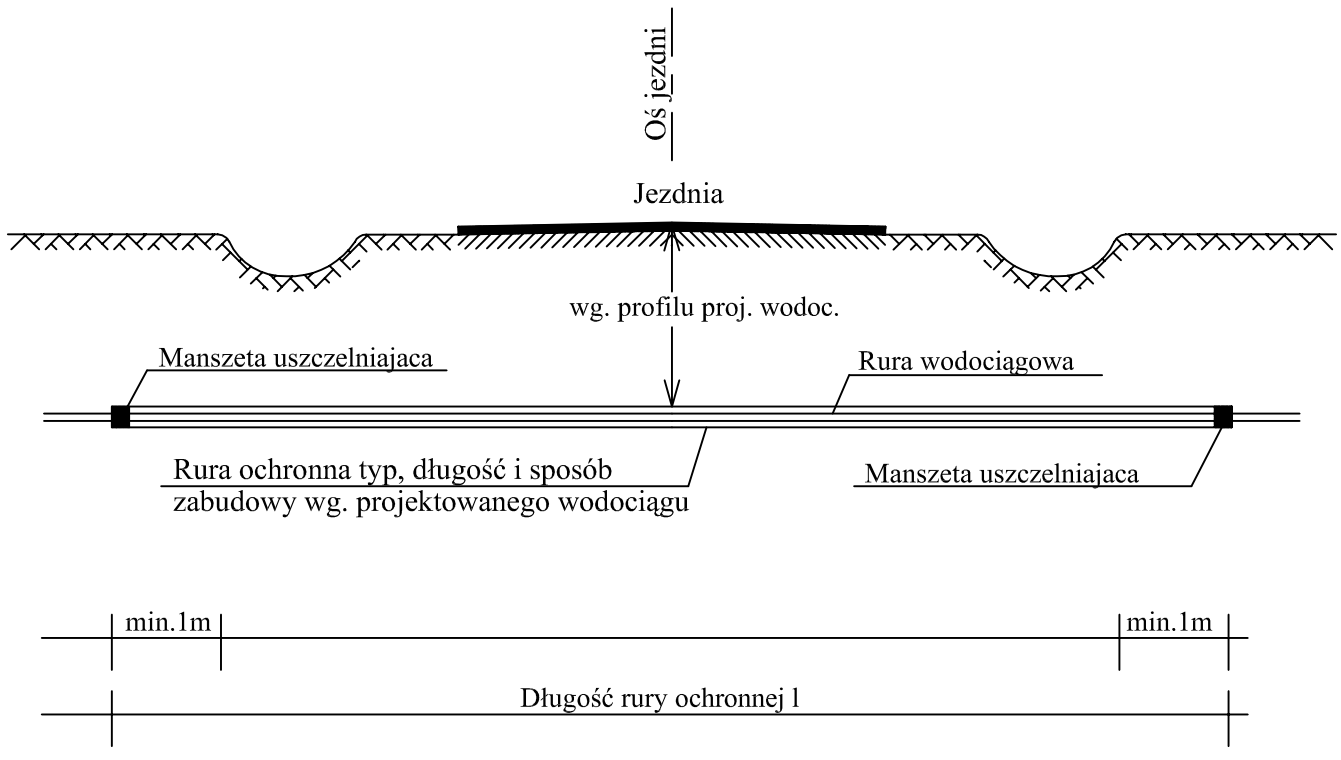 Oś jezdni
Jezdnia
wg. profilu proj. wodoc.
Manszeta uszczelniajaca
Rura wodociągowa
Rura ochronna typ, długość i sposób
zabudowy wg. projektowanego wodociągu
Manszeta uszczelniajaca
min.1m
min.1m
Długość rury ochronnej l